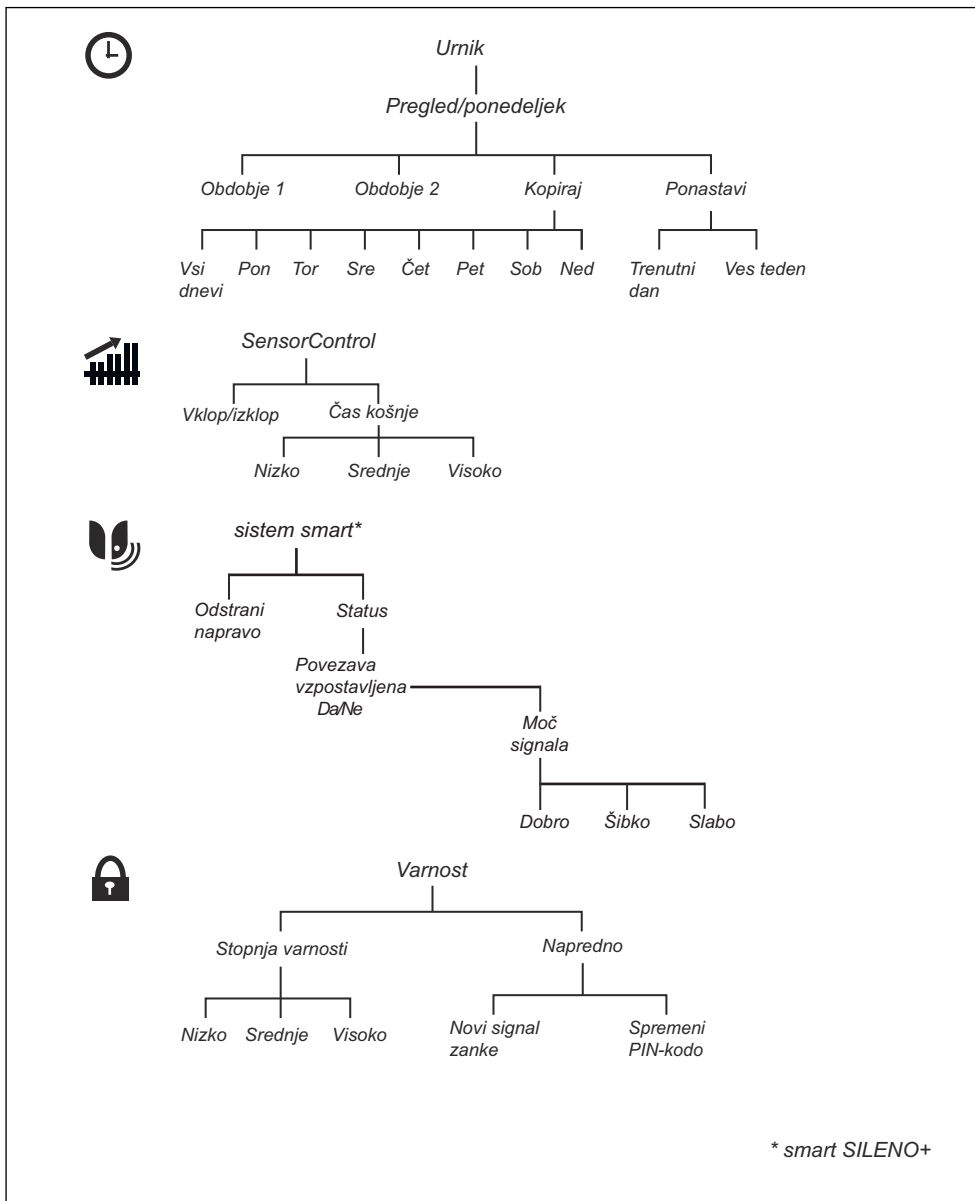 Urnik
Pregled/ponedeljek
Obdobje 1 Obdobje 2 Kopiraj Ponastavi
Vsi dnevi Pon Tor Sre Čet Pet Sob Ned Trenutni dan Ves teden
SensorControl
Vklop/izklop Čas košnje
Nizko Srednje Visoko
sistem smart*
Odstrani napravo
Status
Povezava
vzpostavljena
Da/Ne
Moč
signala
Dobro Šibko Slabo
Varnost
Stopnja varnosti Napredno
Nizko Srednje Visoko
Novi signal
zanke
Spremeni
PIN-kodo
* smart SILENO+